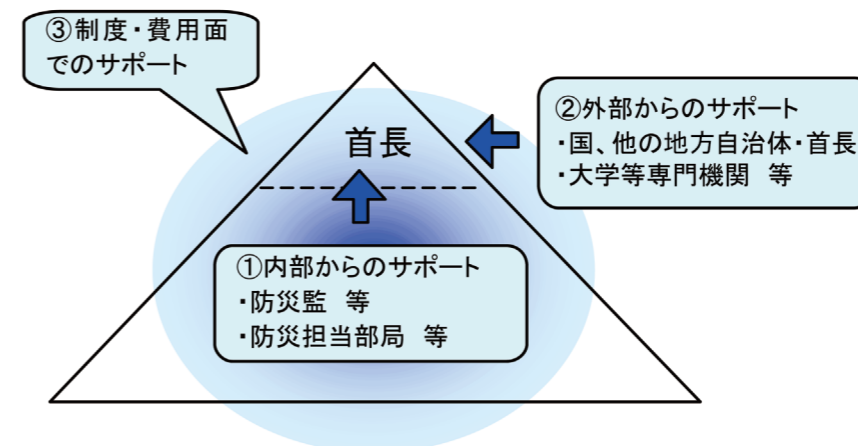 ③制度・費用面
でのサポート
首長
②外部からのサポート
・国、他の地方自治体・首長
・大学等専門機関　等
①内部からのサポート
・防災監　等
・防災担当部局　等